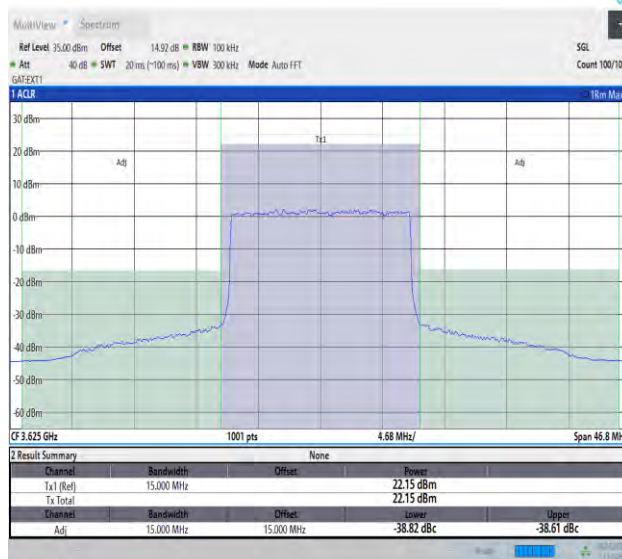 MultiView Spectrum
Ref Level 35.00 dBm Offset 14.92 dB RBW 100 kHz SGL
Att 40 dB SWT 20 ms (~100 ms) VBW 300 kHz Mode Auto FFT Count 100/10
GAT:EXT1
1 ACLR 1Rm Max
30 dBm
Tx1
20 dBm
Adj Adj
10 dBm
0 dBm
-10 dBm
-20 dBm
-30 dBm
-40 dBm
-50 dBm
-60 dBm
CF 3.625 GHz 1001 pts 4.68 MHz/ Span 46.8 MH
2 Result Summary None
Channel Bandwidth Offset Power
Tx1 (Ref) 15.000 MHz 22.15 dBm
Tx Total 22.15 dBm
Channel Bandwidth Offset Lower Upper
Adj 15.000 MHz 15.000 MHz -38.82 dBc -38.61 dBc